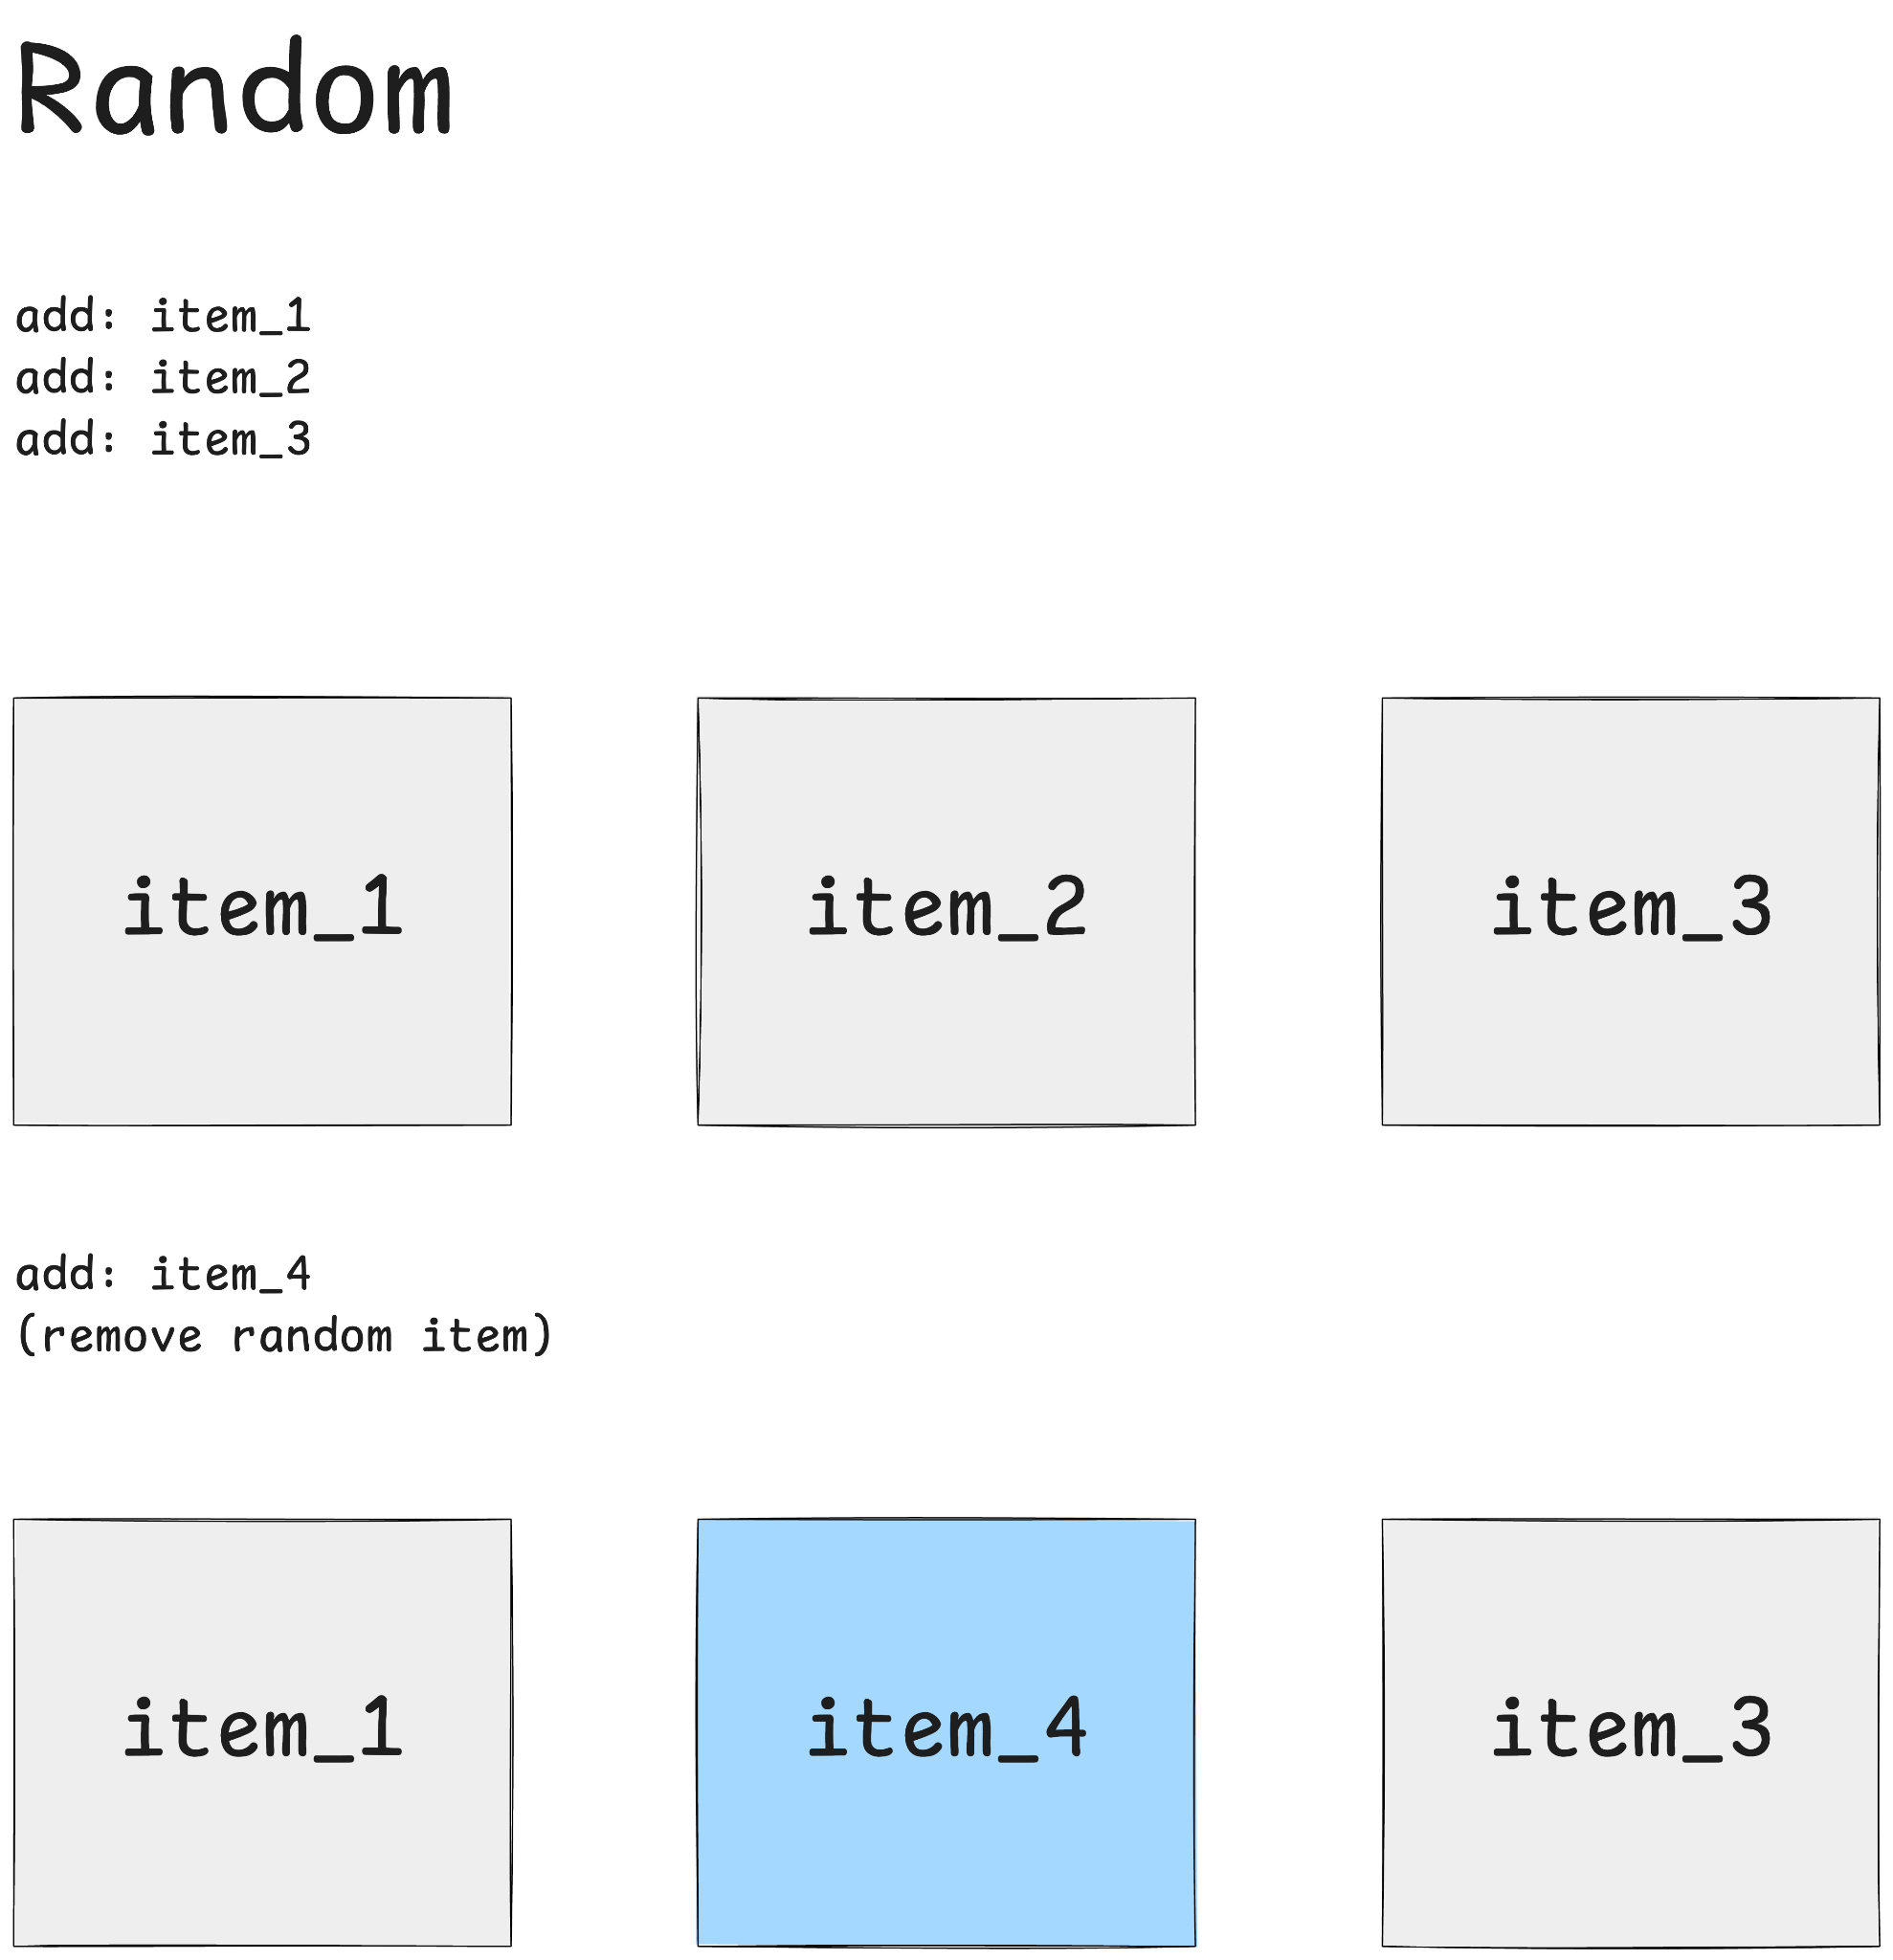 Random
add: item_1
add: item_2
add: item_3
item_1
item_2
item_3
add: item_4
(remove random item)
item_1
item_4
item_3